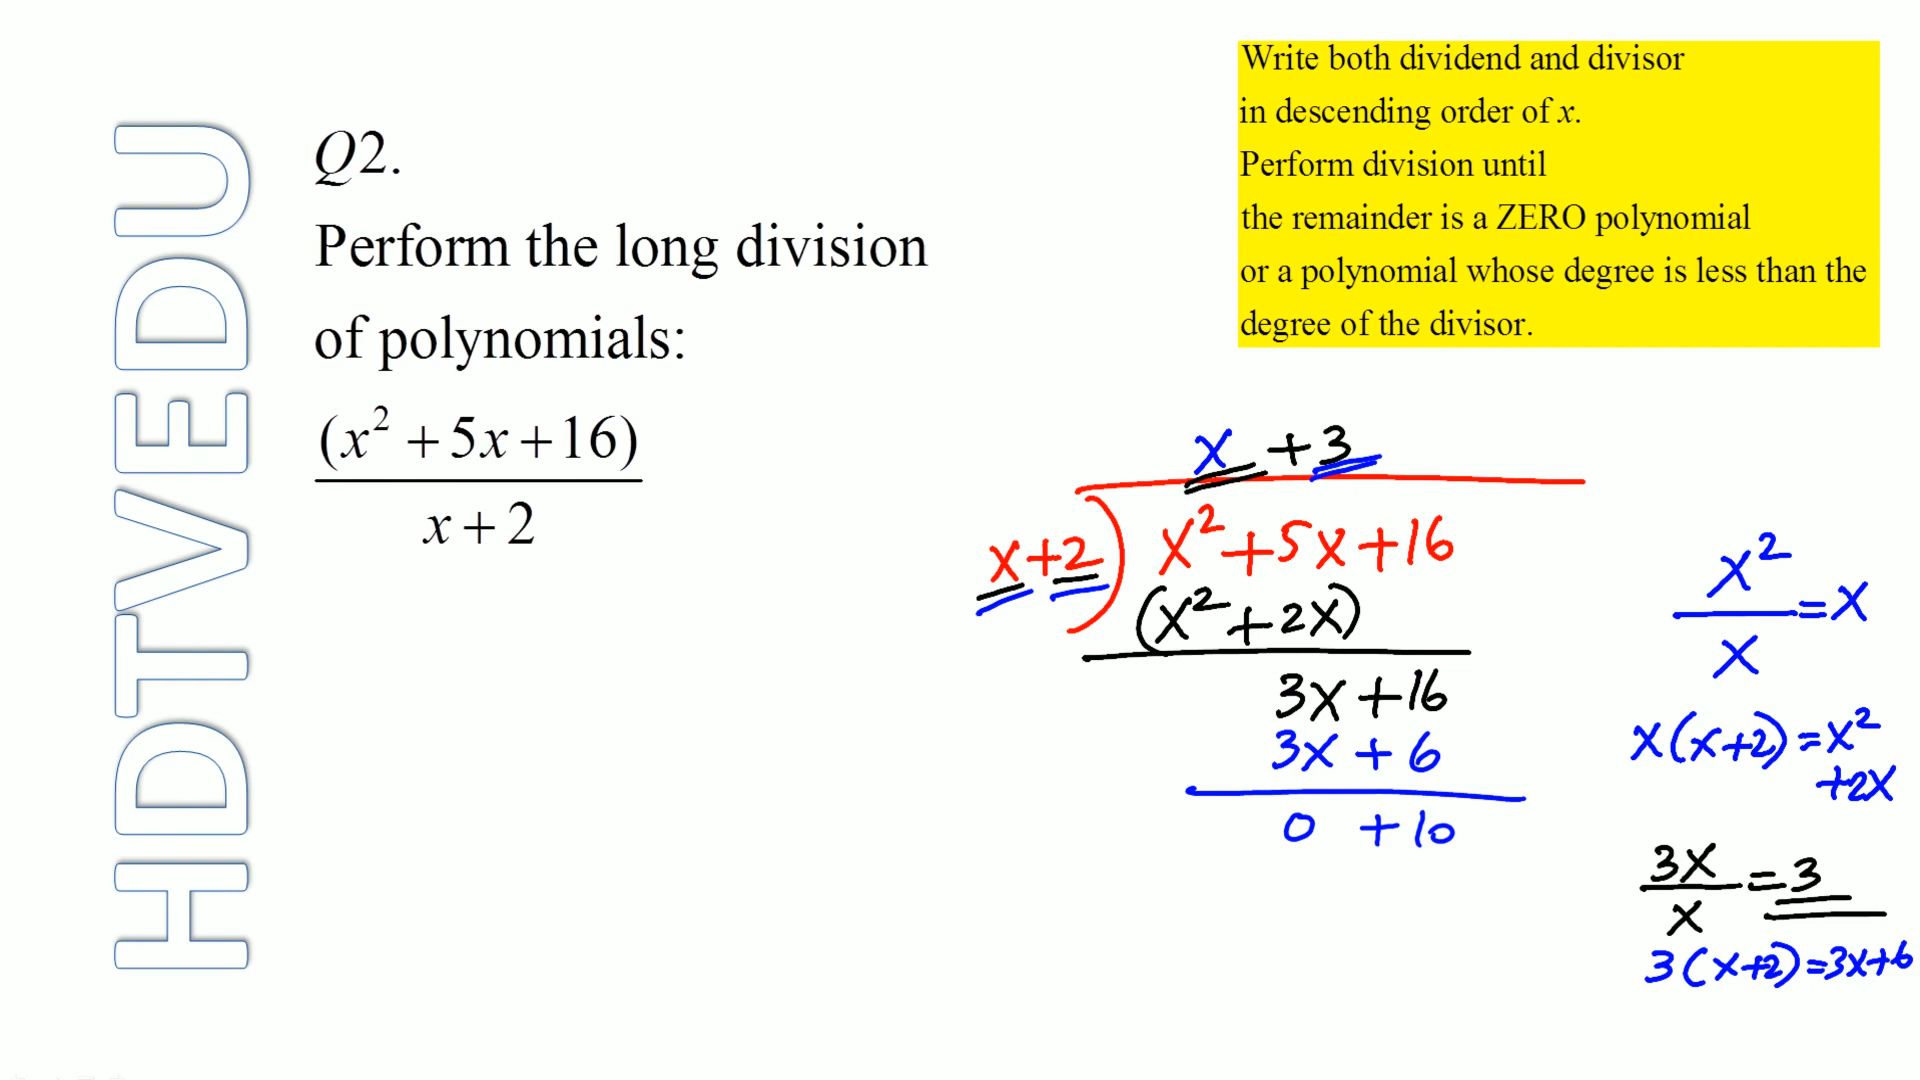 HDTVEDU
Q2.
Perform the long division
of polynomials:
(x² + 5x + 16)
x + 2
Write both dividend and divisor
in descending order of x.
Perform division until
the remainder is a ZERO polynomial
or a polynomial whose degree is less than the
degree of the divisor.
x + 3
x+2 ) x² + 5x + 16
(x² + 2x)
3x + 16
3x + 6
0 + 10
x²
= x
x
x(x+2) = x²
+2x
3x
= 3
x
3(x+2) = 3x+6